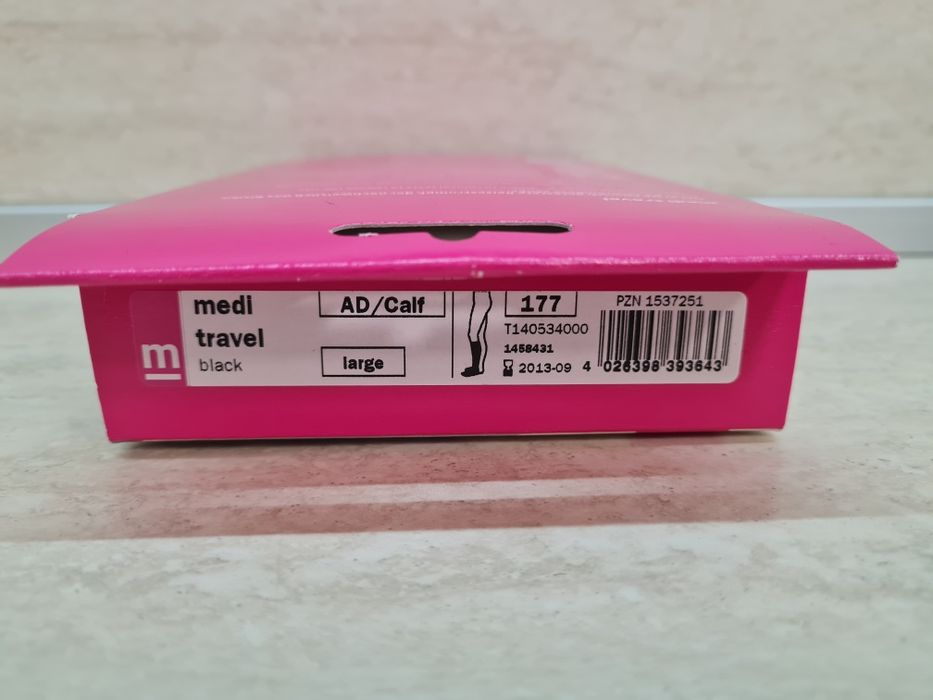 medi
travel
black
m
AD/Calf
large
177
T140534000
1458431
2013-09
PZN 1537251
4 026398 393643